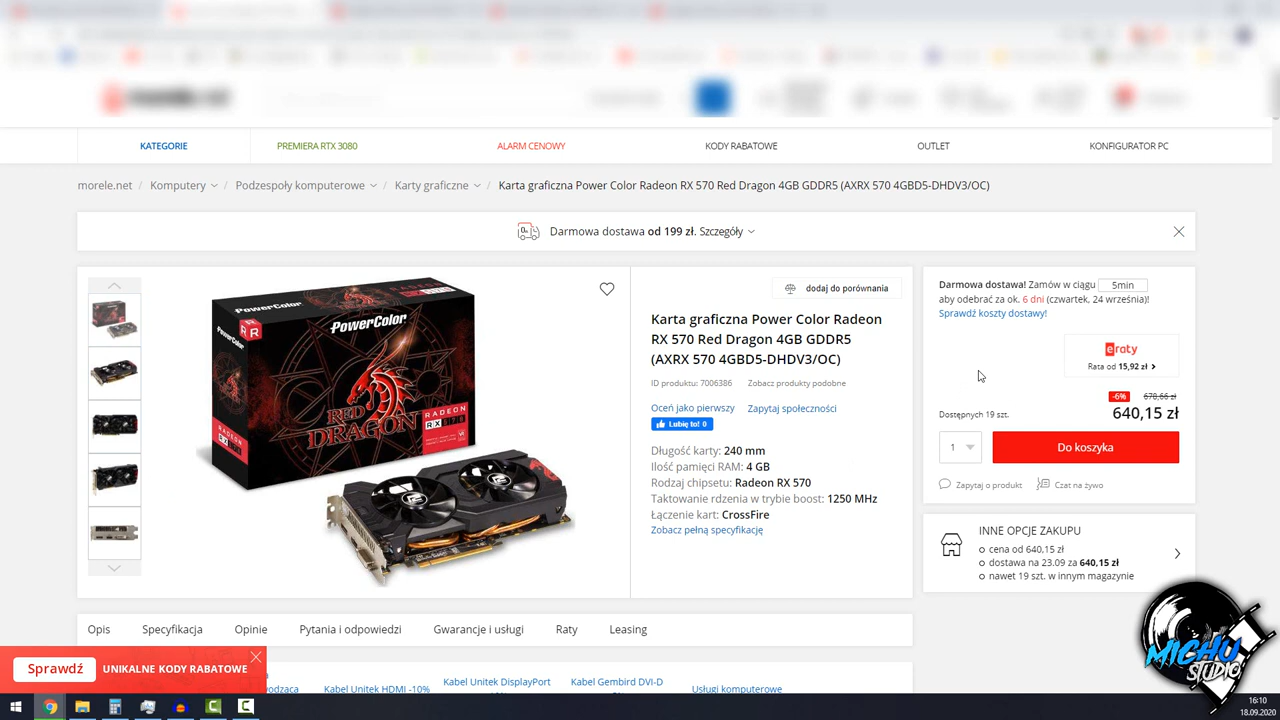 KATEGORIE
PREMIERA RTX 3080
ALARM CENOWY
KODY RABATOWE
OUTLET
KONFIGURATOR PC
morele.net / Komputery / Podzespoły komputerowe / Karty graficzne / Karta graficzna Power Color Radeon RX 570 Red Dragon 4GB GDDR5 (AXRX 570 4GBD5-DHDV3/OC)
Darmowa dostawa od 199 zł. Szczegóły
PowerColor
PowerColor
RED DRAGON
RADEON
RX 570
dodaj do porównania
Karta graficzna Power Color Radeon
RX 570 Red Dragon 4GB GDDR5
(AXRX 570 4GBD5-DHDV3/OC)
ID produktu: 7006386
Zobacz produkty podobne
Oceń jako pierwszy
Zapytaj społeczności
Lubię to! 0
Długość karty: 240 mm
Ilość pamięci RAM: 4 GB
Rodzaj chipsetu: Radeon RX 570
Taktowanie rdzenia w trybie boost: 1250 MHz
Łączenie kart: CrossFire
Zobacz pełną specyfikację
Darmowa dostawa! Zamów w ciągu 5min
aby odebrać za ok. 6 dni (czwartek, 24 września)!
Sprawdź koszty dostawy!
eraty
Rata od 15,92 zł
-6% 678,66 zł
Dostępnych 19 szt.
640,15 zł
1
Do koszyka
Zapytaj o produkt
Czat na żywo
INNE OPCJE ZAKUPU
cena od 640,15 zł
dostawa na 23.09 za 640,15 zł
nawet 19 szt. w innym magazynie
Opis
Specyfikacja
Opinie
Pytania i odpowiedzi
Gwarancje i usługi
Raty
Leasing
Sprawdź UNIKALNE KODY RABATOWE
Kabel Unitek HDMI -10%
Kabel Unitek DisplayPort
Kabel Gembird DVI-D
Usługi komputerowe
MICHU
STUDIO
16:10
18.09.2020